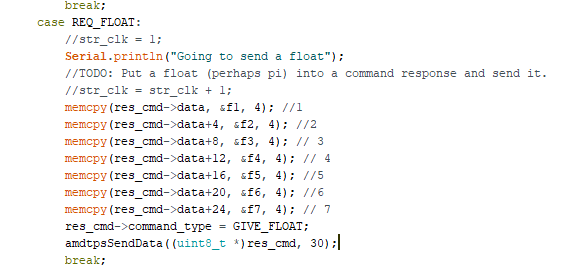 break;
case REQ_FLOAT:
//str_clk = 1;
Serial.println("Going to send a float");
//TODO: Put a float (perhaps pi) into a command response and send it.
//str_clk = str_clk + 1;
memcpy(res_cmd->data, &f1, 4); //1
memcpy(res_cmd->data+4, &f2, 4); //2
memcpy(res_cmd->data+8, &f3, 4); // 3
memcpy(res_cmd->data+12, &f4, 4); // 4
memcpy(res_cmd->data+16, &f5, 4); //5
memcpy(res_cmd->data+20, &f6, 4); //6
memcpy(res_cmd->data+24, &f7, 4); // 7
res_cmd->command_type = GIVE_FLOAT;
amdtpsSendData((uint8_t *)res_cmd, 30);
break;